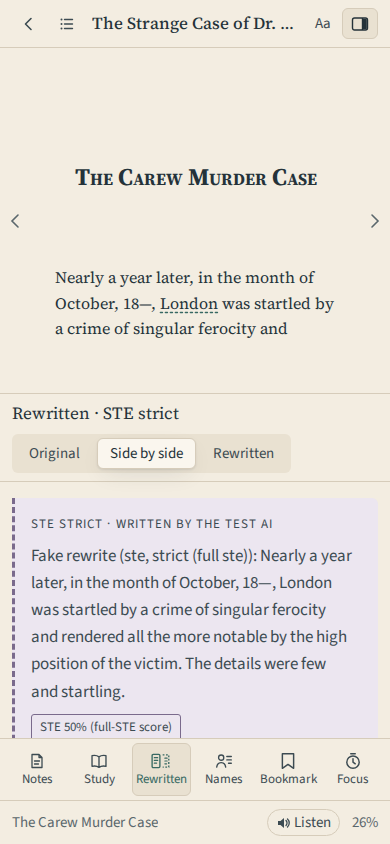 The Strange Case of Dr. ...
Aa
The Carew Murder Case
Nearly a year later, in the month of
October, 18—, London was startled by
a crime of singular ferocity and
Rewritten · STE strict
Original
Side by side
Rewritten
STE STRICT · WRITTEN BY THE TEST AI
Fake rewrite (ste, strict (full ste)): Nearly a year
later, in the month of October, 18—, London
was startled by a crime of singular ferocity
and rendered all the more notable by the high
position of the victim. The details were few
and startling.
STE 50% (full-STE score)
Notes
Study
Rewritten
Names
Bookmark
Focus
The Carew Murder Case
Listen
26%